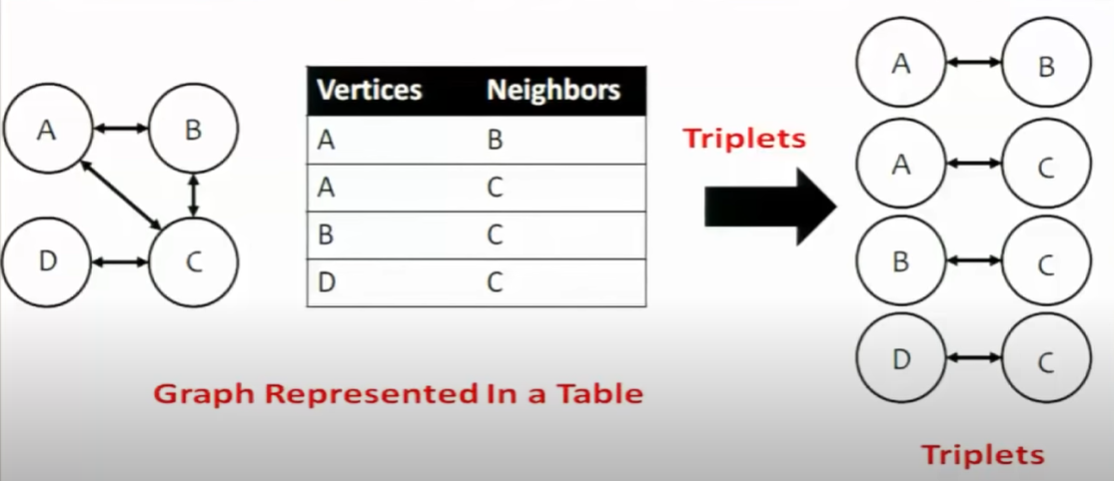 A
B
D
C
Vertices Neighbors
A B
A C
B C
D C
Graph Represented In a Table
Triplets
A B
A C
B C
D C
Triplets